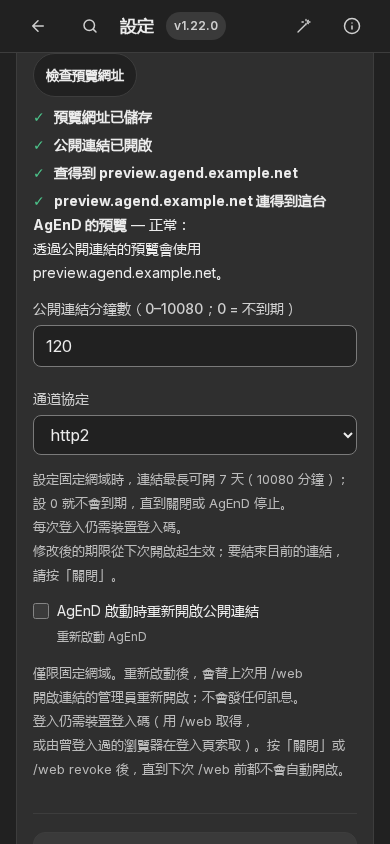 設定 v1.22.0
檢查預覽網址
✓ 預覽網址已儲存
✓ 公開連結已開啟
✓ 查得到 preview.agend.example.net
✓ preview.agend.example.net 連得到這台
AgEnD 的預覽 — 正常：
透過公開連結的預覽會使用
preview.agend.example.net。
公開連結分鐘數（0–10080；0 = 不到期）
120
通道協定
http2
設定固定網域時，連結最長可開 7 天（10080 分鐘）；
設 0 就不會到期，直到關閉或 AgEnD 停止。
每次登入仍需裝置登入碼。
修改後的期限從下次開啟起生效；要結束目前的連結，
請按「關閉」。
AgEnD 啟動時重新開啟公開連結
重新啟動 AgEnD
僅限固定網域。重新啟動後，會替上次用 /web
開啟連結的管理員重新開啟；不會發任何訊息。
登入仍需裝置登入碼（用 /web 取得，
或由曾登入過的瀏覽器在登入頁索取）。按「關閉」或
/web revoke 後，直到下次 /web 前都不會自動開啟。